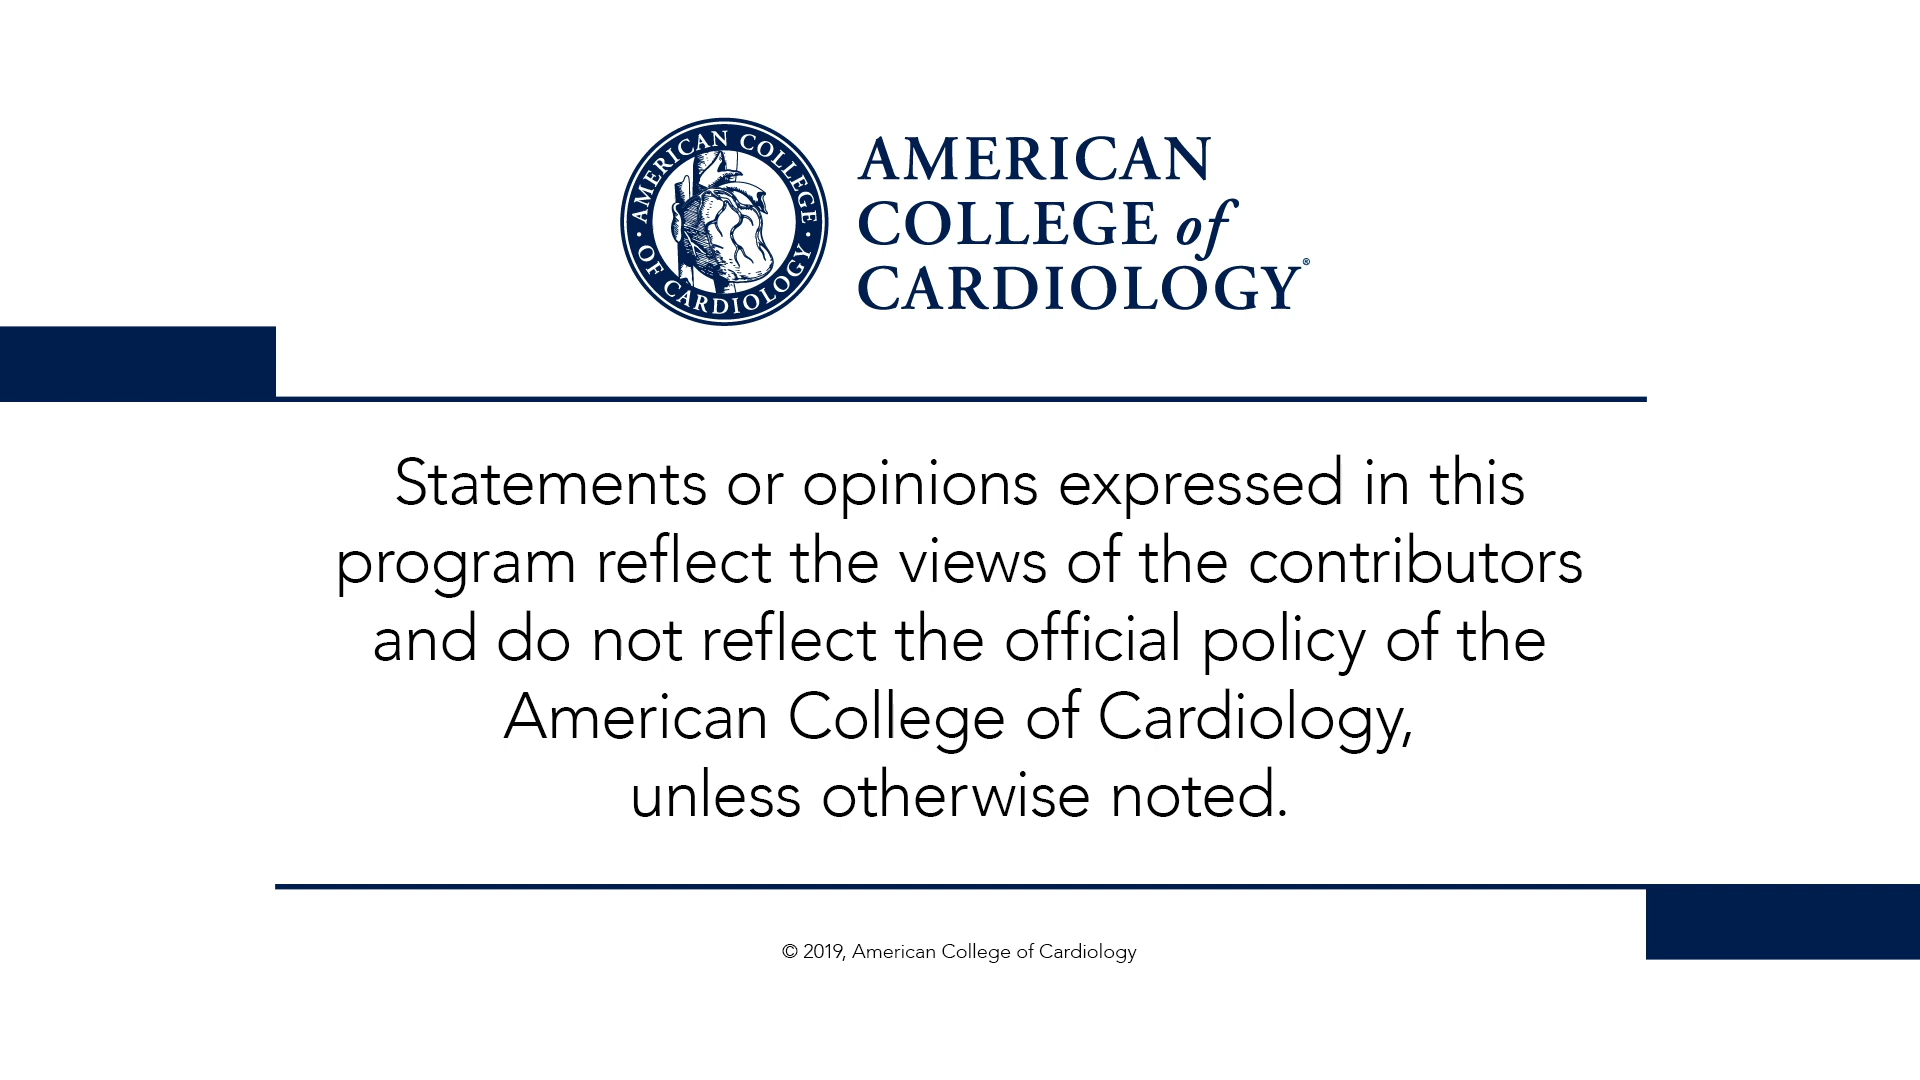 AMERICAN COLLEGE
· OF CARDIOLOGY ·
AMERICAN
COLLEGE of
CARDIOLOGY®
Statements or opinions expressed in this
program reflect the views of the contributors
and do not reflect the official policy of the
American College of Cardiology,
unless otherwise noted.
© 2019, American College of Cardiology